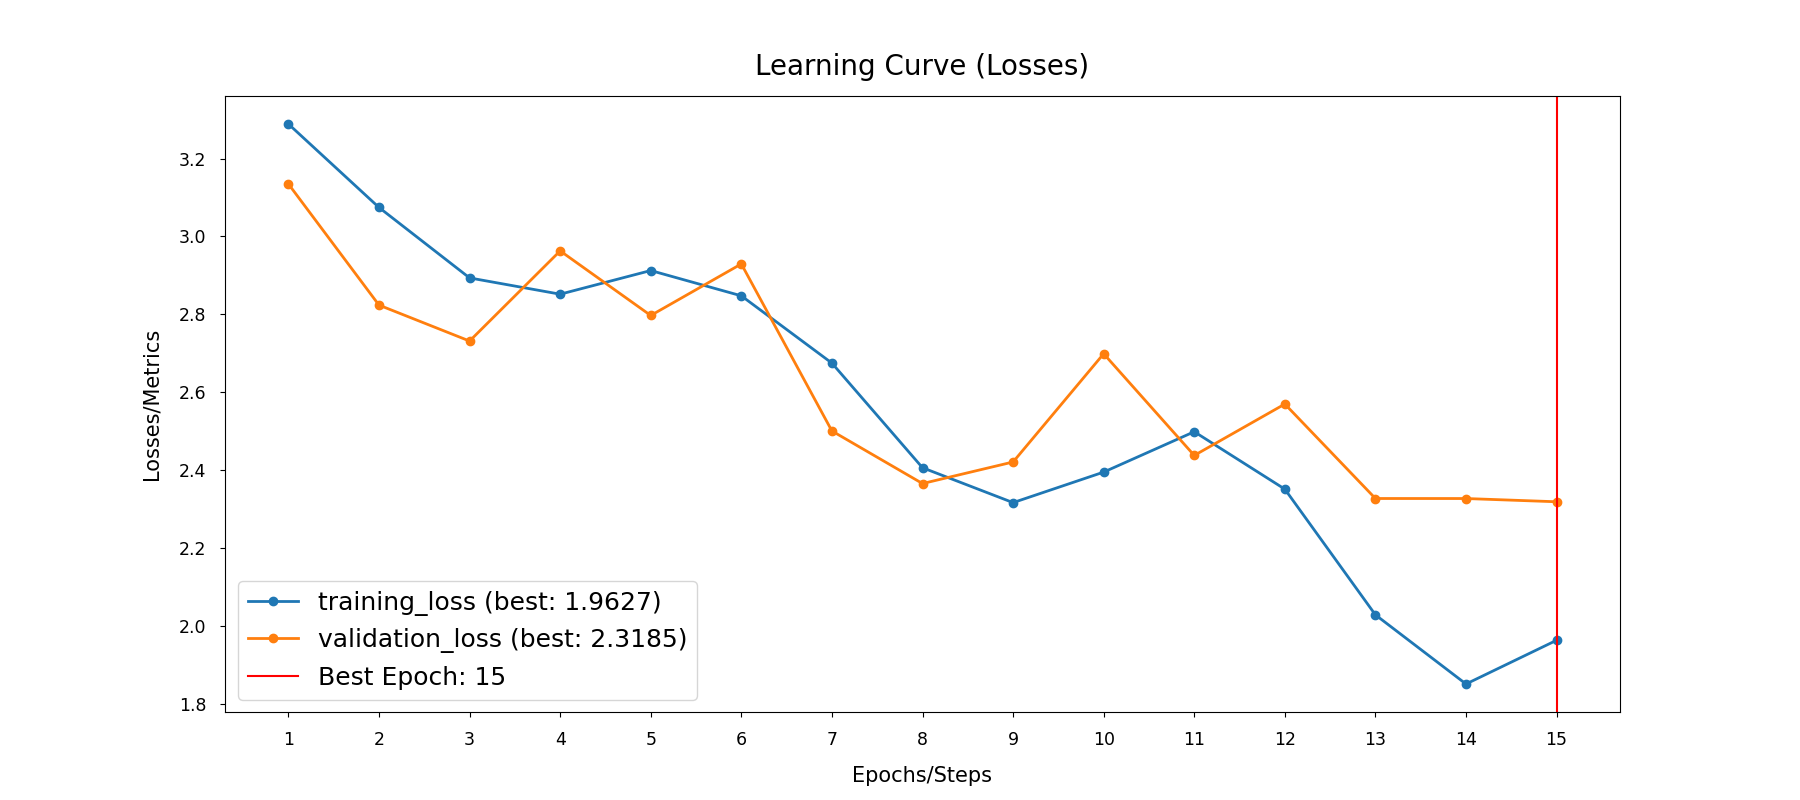 Learning Curve (Losses)
Losses/Metrics
3.2
3.0
2.8
2.6
2.4
2.2
2.0
1.8
training_loss (best: 1.9627)
validation_loss (best: 2.3185)
Best Epoch: 15
1 2 3 4 5 6 7 8 9 10 11 12 13 14 15
Epochs/Steps